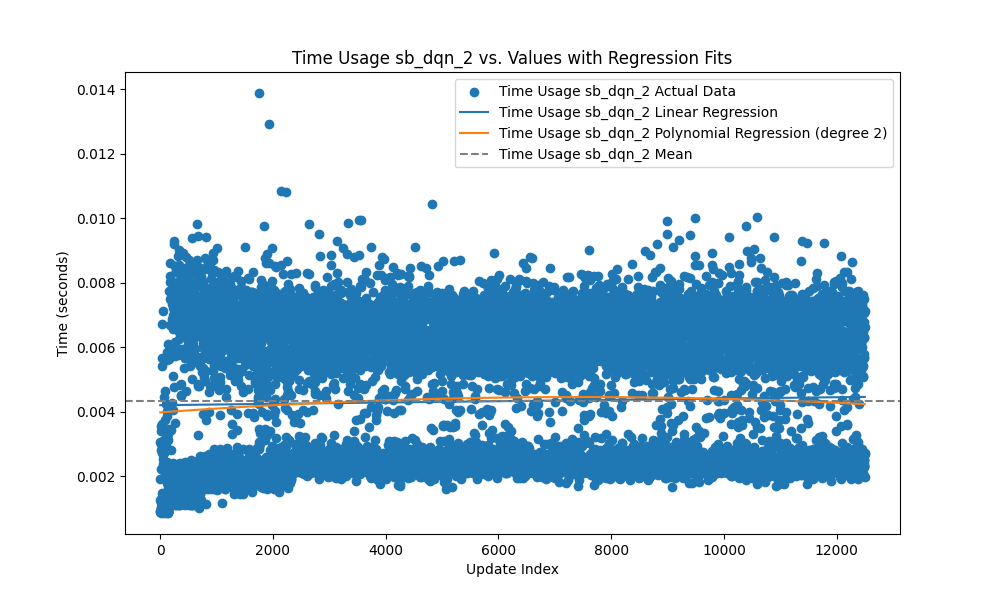 Time Usage sb_dqn_2 vs. Values with Regression Fits
Time Usage sb_dqn_2 Actual Data
Time Usage sb_dqn_2 Linear Regression
Time Usage sb_dqn_2 Polynomial Regression (degree 2)
Time Usage sb_dqn_2 Mean
Time (seconds)
0.014
0.012
0.010
0.008
0.006
0.004
0.002
0 2000 4000 6000 8000 10000 12000
Update Index